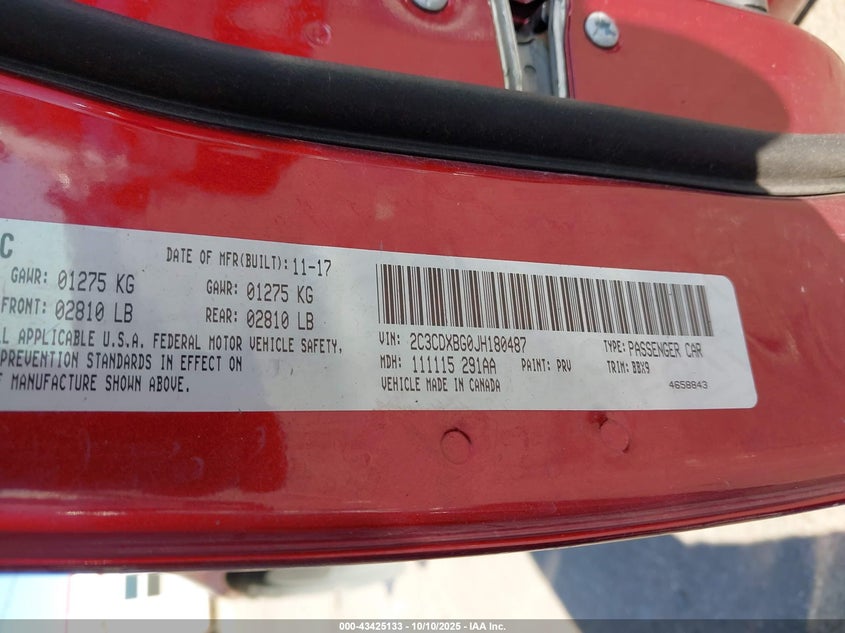 C
DATE OF MFR(BUILT): 11-17
GAWR: 01275 KG GAWR: 01275 KG
FRONT: 02810 LB REAR: 02810 LB
ALL APPLICABLE U.S.A. FEDERAL MOTOR VEHICLE SAFETY,
PREVENTION STANDARDS IN EFFECT ON
OF MANUFACTURE SHOWN ABOVE.
VIN: 2C3CDXBG0JH180487 TYPE: PASSENGER CAR
MDH: 111115 291AA PAINT: PRV TRIM: BBX9
VEHICLE MADE IN CANADA 4658843
000-43425133 - 10/10/2025 - IAA Inc.